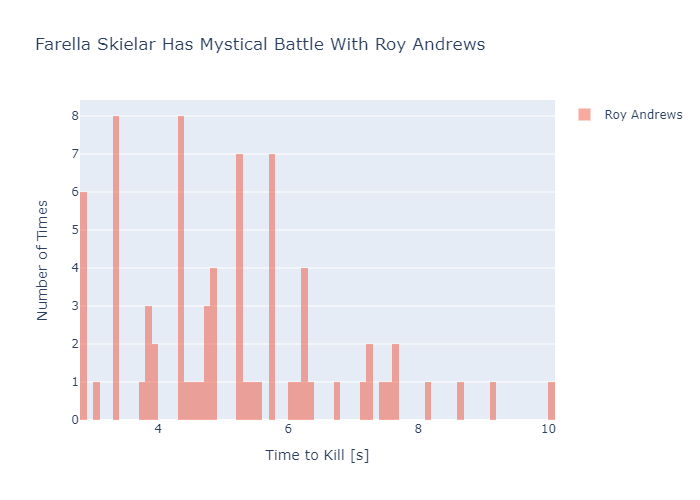 Farella Skielar Has Mystical Battle With Roy Andrews
Roy Andrews
Number of Times
8
7
6
5
4
3
2
1
0
4 6 8 10
Time to Kill [s]